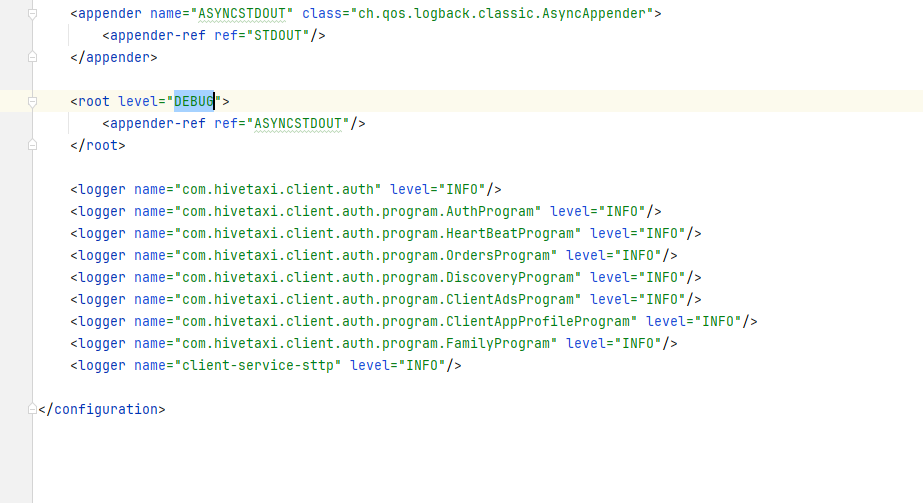 <appender name="ASYNCSTDOUT" class="ch.qos.logback.classic.AsyncAppender">
<appender-ref ref="STDOUT"/>
</appender>
<root level="DEBUG">
<appender-ref ref="ASYNCSTDOUT"/>
</root>
<logger name="com.hivetaxi.client.auth" level="INFO"/>
<logger name="com.hivetaxi.client.auth.program.AuthProgram" level="INFO"/>
<logger name="com.hivetaxi.client.auth.program.HeartBeatProgram" level="INFO"/>
<logger name="com.hivetaxi.client.auth.program.OrdersProgram" level="INFO"/>
<logger name="com.hivetaxi.client.auth.program.DiscoveryProgram" level="INFO"/>
<logger name="com.hivetaxi.client.auth.program.ClientAdsProgram" level="INFO"/>
<logger name="com.hivetaxi.client.auth.program.ClientAppProfileProgram" level="INFO"/>
<logger name="com.hivetaxi.client.auth.program.FamilyProgram" level="INFO"/>
<logger name="client-service-sttp" level="INFO"/>
</configuration>